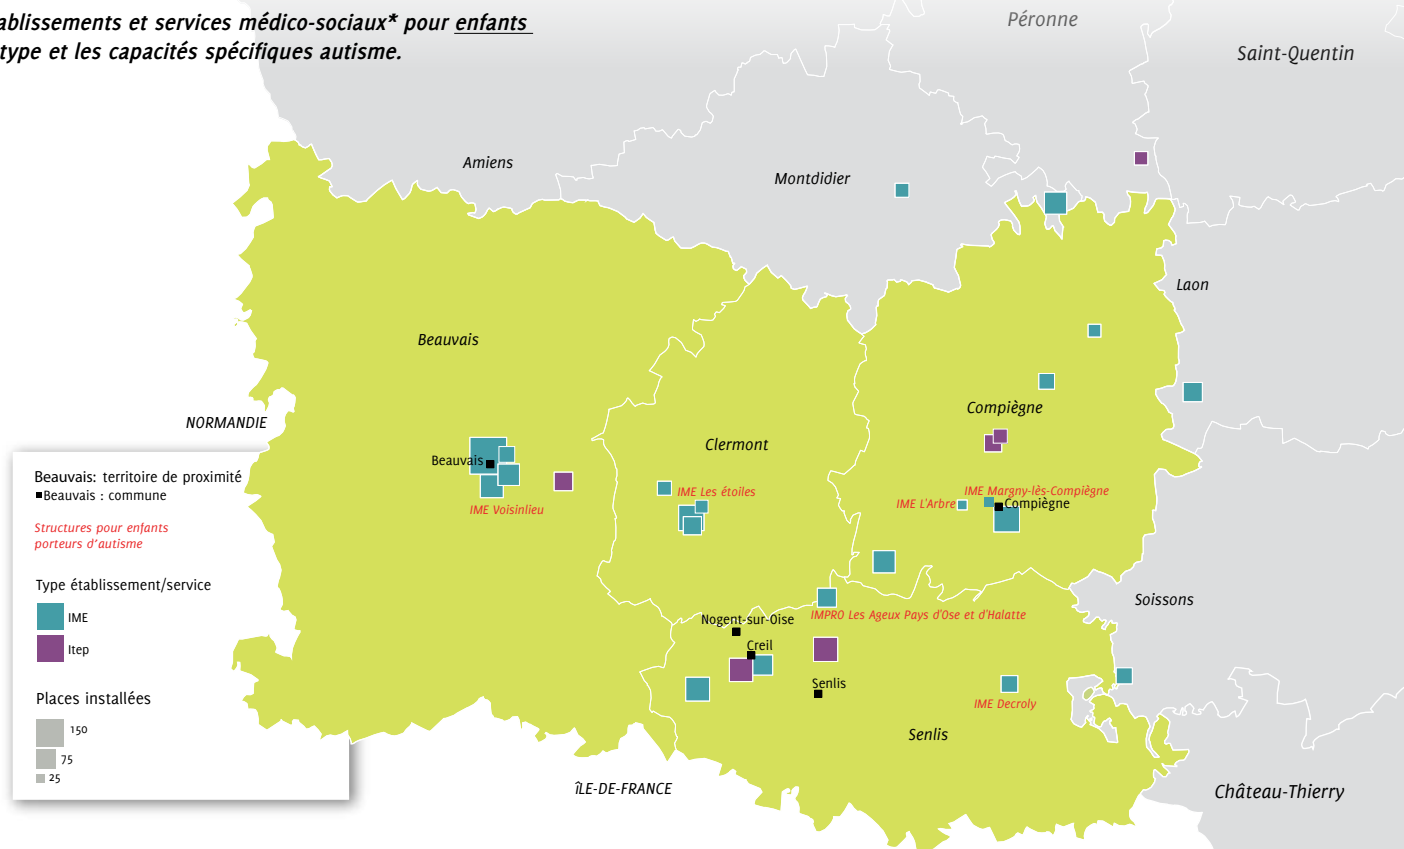 ablissements et services médico-sociaux* pour enfants
type et les capacités spécifiques autisme.
Péronne
Saint-Quentin
Amiens
Montdidier
Laon
Beauvais
Compiègne
NORMANDIE
Clermont
Beauvais
IME Voisinlieu
IME Les étoiles
IME L'Arbre
IME Margny-lès-Compiègne
Compiègne
Beauvais: territoire de proximité
Beauvais : commune
Structures pour enfants
porteurs d'autisme
Type établissement/service
IME
Itep
Places installées
150
75
25
Soissons
Nogent-sur-Oise
IMPRO Les Ageux Pays d'Ose et d'Halatte
Creil
Senlis
IME Decroly
Senlis
ÎLE-DE-FRANCE
Château-Thierry